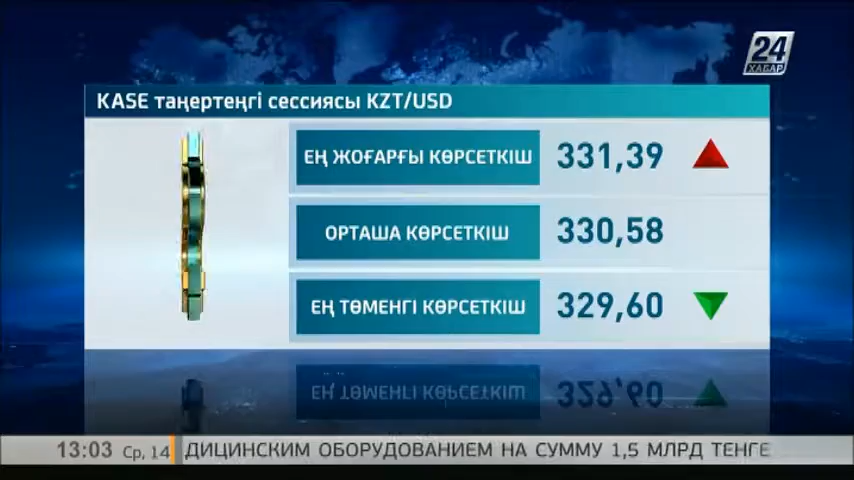 24
ХАБАР
KASE таңертеңгі сессиясы KZT/USD
ЕҢ ЖОҒАРҒЫ КӨРСЕТКІШ 331,39
ОРТАША КӨРСЕТКІШ 330,58
ЕҢ ТӨМЕНГІ КӨРСЕТКІШ 329,60
13:03 Ср, 14 ДИЦИНСКИМ ОБОРУДОВАНИЕМ НА СУММУ 1,5 МЛРД ТЕНГЕ